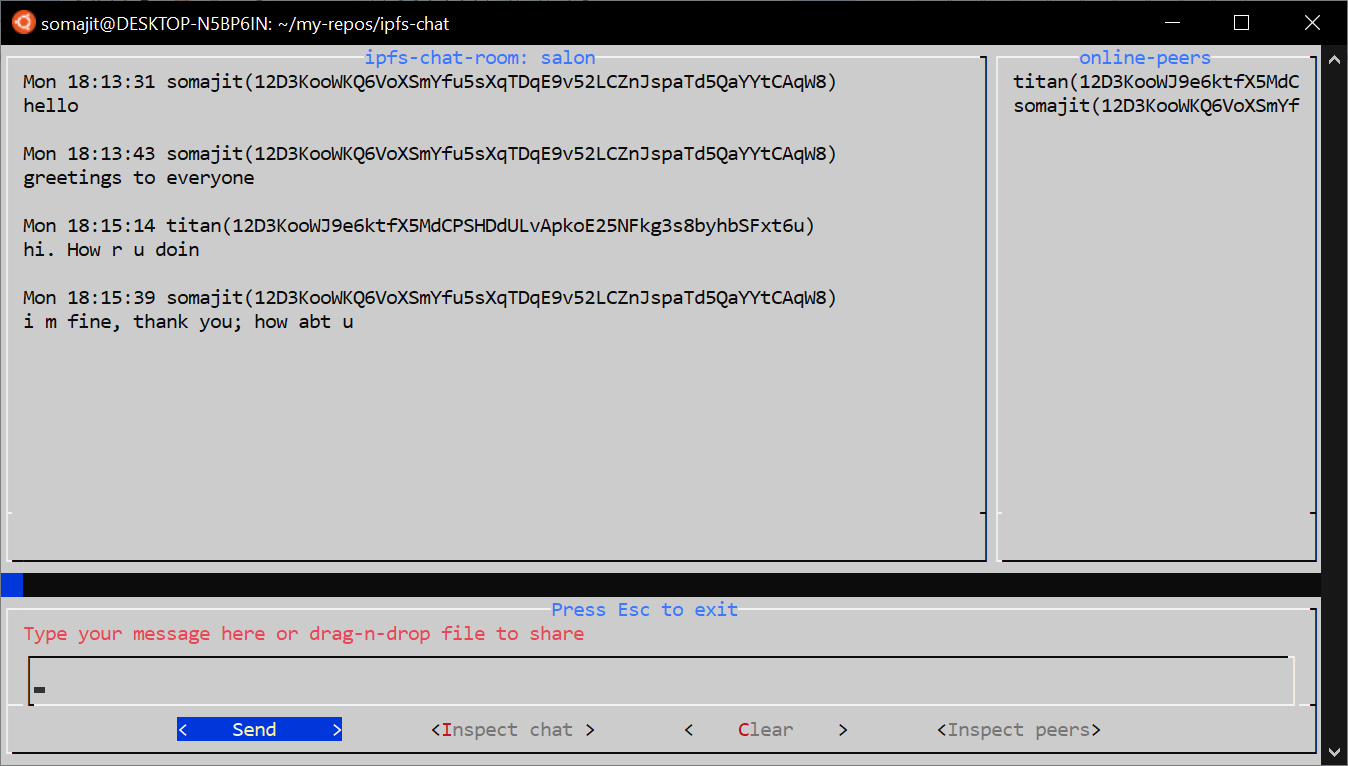 somajit@DESKTOP-N5BP6IN: ~/my-repos/ipfs-chat
ipfs-chat-room: salon
Mon 18:13:31 somajit(12D3KooWKQ6VoXSmYfu5sXqTDqE9v52LCZnJspaTd5QaYYtCAqW8)
hello
Mon 18:13:43 somajit(12D3KooWKQ6VoXSmYfu5sXqTDqE9v52LCZnJspaTd5QaYYtCAqW8)
greetings to everyone
Mon 18:15:14 titan(12D3KooWJ9e6ktfX5MdCPSHDdULvApkoE25NFkg3s8byhbSFxt6u)
hi. How r u doin
Mon 18:15:39 somajit(12D3KooWKQ6VoXSmYfu5sXqTDqE9v52LCZnJspaTd5QaYYtCAqW8)
i m fine, thank you; how abt u
online-peers
titan(12D3KooWJ9e6ktfX5MdC
somajit(12D3KooWKQ6VoXSmYf
Press Esc to exit
Type your message here or drag-n-drop file to share
< Send > <Inspect chat > < Clear > <Inspect peers>